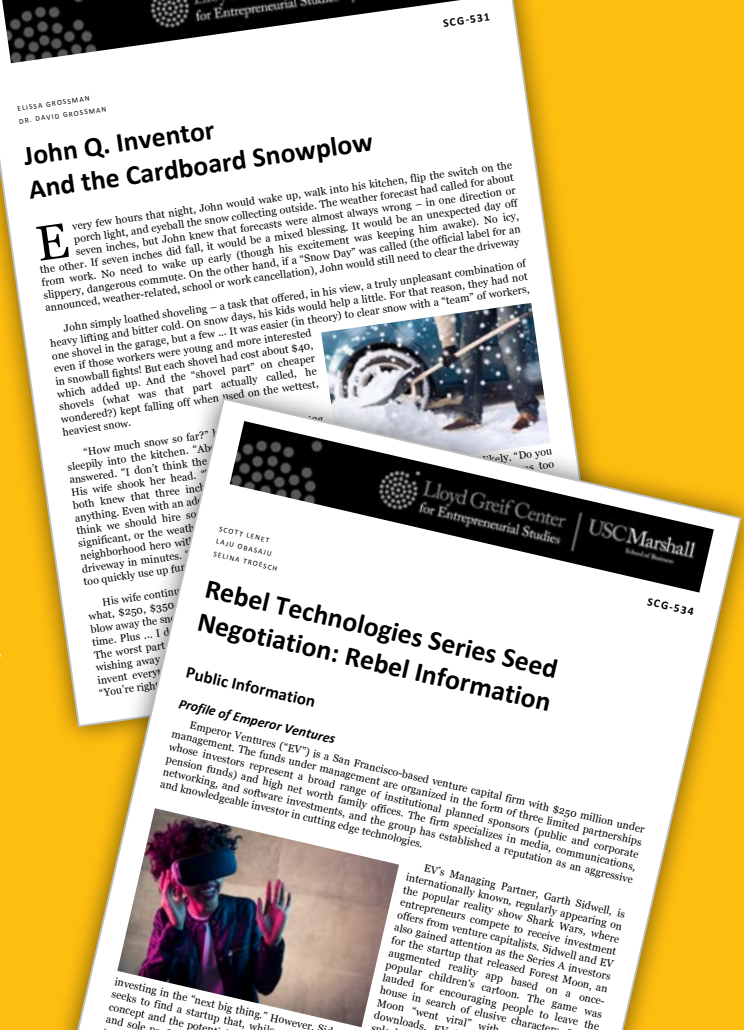 for Entrepreneurial Studies
SCG-531
ELISSA GROSSMAN
DR. DAVID GROSSMAN
John Q. Inventor
And the Cardboard Snowplow
Every few hours that night, John would wake up, walk into his kitchen, flip the switch on the
porch light, and eyeball the snow collecting outside. The weather forecast had called for about
seven inches, but John knew that forecasts were almost always wrong – in one direction or
the other. If seven inches did fall, it would be a mixed blessing. It would be an unexpected day off
from work. No need to wake up early (though his excitement was keeping him awake). No icy,
slippery, dangerous commute. On the other hand, if a “Snow Day” was called (the official label for an
announced, weather-related, school or work cancellation), John would still need to clear the driveway
John simply loathed shoveling – a task that offered, in his view, a truly unpleasant combination of
heavy lifting and bitter cold. On snow days, his kids would help a little. For that reason, they had not
one shovel in the garage, but a few ... It was easier (in theory) to clear snow with a “team” of workers,
even if those workers were young and more interested
in snowball fights! But each shovel had cost about $40,
which added up. And the “shovel part” on cheaper
shovels (what was that part actually called, he
wondered?) kept falling off when used on the wettest,
heaviest snow.
“How much snow so far?”
sleepily into the kitchen.
answered. “I don’t think the
likely. “Do you
His wife shook her head.
too
both knew that three
anything. Even with an
think we should hire
significant, or the
neighborhood hero
driveway in minutes.
too quickly use up
His wife
what, $250, $350
blow away the
time. Plus ... I
The worst part
wishing away
invent
“You’re
Lloyd Greif Center
for Entrepreneurial Studies
USC Marshall
School of Business
SCG-534
SCOTT LENET
LAJU OBASAJU
SELINA TROESCH
Rebel Technologies Series Seed
Negotiation: Rebel Information
Public Information
Profile of Emperor Ventures
Emperor Ventures (“EV”) is a San Francisco-based venture capital firm with $250 million under
management. The funds under management are organized in the form of three limited partnerships
whose investors represent a broad range of institutional planned sponsors (public and corporate
pension funds) and high net worth family offices. The firm specializes in media, communications,
networking, and software investments, and the group has established a reputation as an aggressive
and knowledgeable investor in cutting edge technologies.
EV’s Managing Partner, Garth Sidwell, is
internationally known, regularly appearing on
the popular reality show Shark Wars, where
entrepreneurs compete to receive investment
offers from venture capitalists. Sidwell and EV
also gained attention as the Series A investors
for the startup that released Forest Moon, an
augmented reality app based on a once-
popular children’s cartoon. The game was
lauded for encouraging people to leave the
house in search of elusive
Moon “went viral”
downloads.
investing in the “next big thing.” However,
seeks to find a startup that,
concept and the
and sole